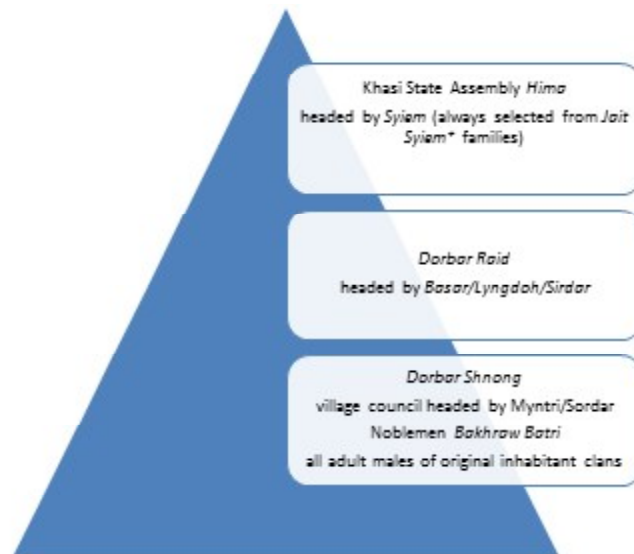 Khasi State Assembly Hima
headed by Syiem (always selected from Jait
Syiem* families)
Dorbar Raid
headed by Basar/Lyngdoh/Sirdar
Dorbar Shnong
village council headed by Myntri/Sordar
Noblemen Bakhraw Batri
all adult males of original inhabitant clans